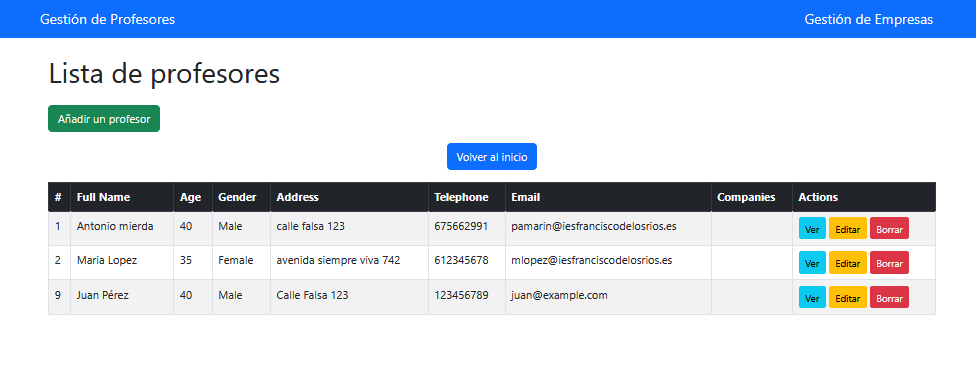 Gestión de Profesores Gestión de Empresas
Lista de profesores
Añadir un profesor
Volver al inicio
# Full Name Age Gender Address Telephone Email Companies Actions
1 Antonio mierda 40 Male calle falsa 123 675662991 pamarin@iesfranciscodelosrios.es Ver Editar Borrar
2 María Lopez 35 Female avenida siempre viva 742 612345678 mlopez@iesfranciscodelosrios.es Ver Editar Borrar
9 Juan Pérez 40 Male Calle Falsa 123 123456789 juan@example.com Ver Editar Borrar